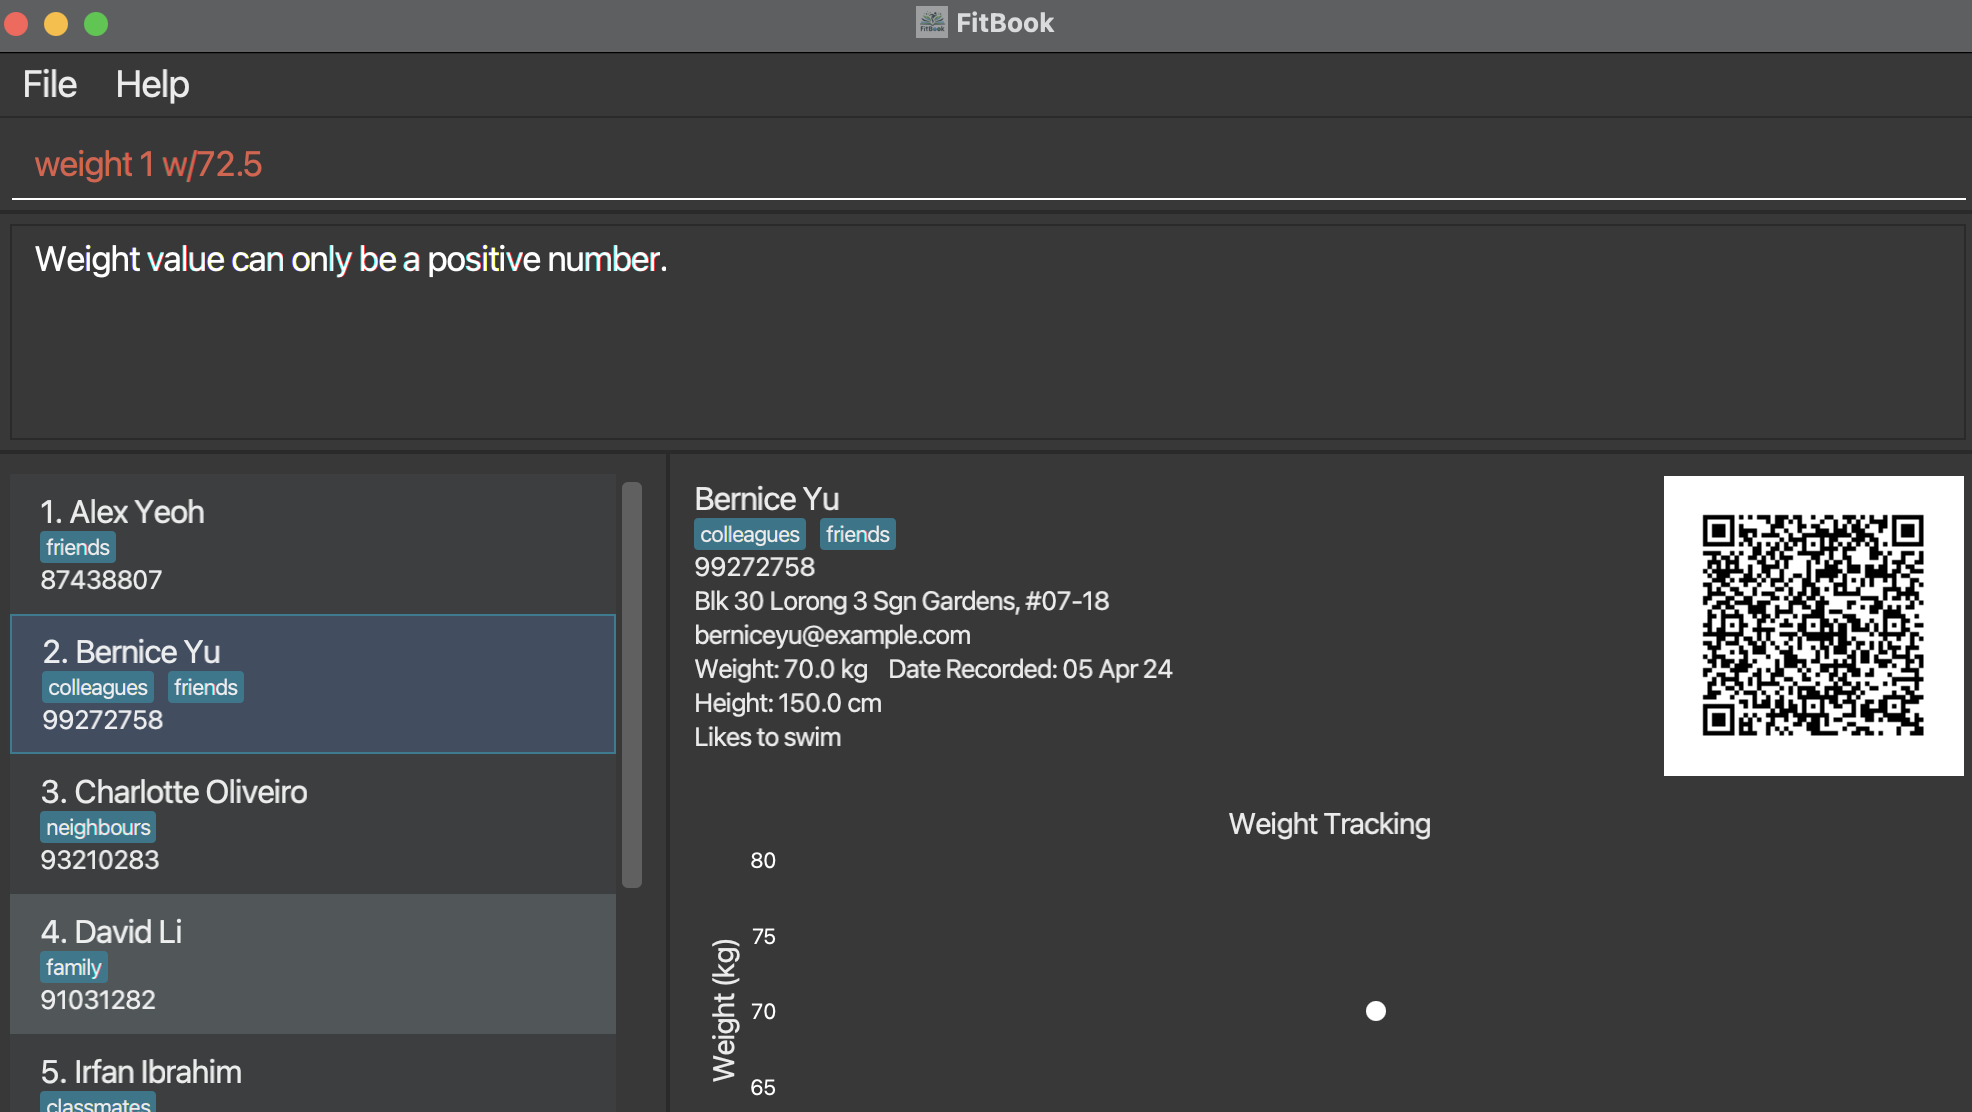 FitBook
File Help
weight 1 w/72.5
Weight value can only be a positive number.
1. Alex Yeoh
friends
87438807
2. Bernice Yu
colleagues friends
99272758
3. Charlotte Oliveiro
neighbours
93210283
4. David Li
family
91031282
5. Irfan Ibrahim
classmates
Bernice Yu
colleagues friends
99272758
Blk 30 Lorong 3 Sgn Gardens, #07-18
berniceyu@example.com
Weight: 70.0 kg Date Recorded: 05 Apr 24
Height: 150.0 cm
Likes to swim
Weight Tracking
Weight (kg)
80
75
70
65